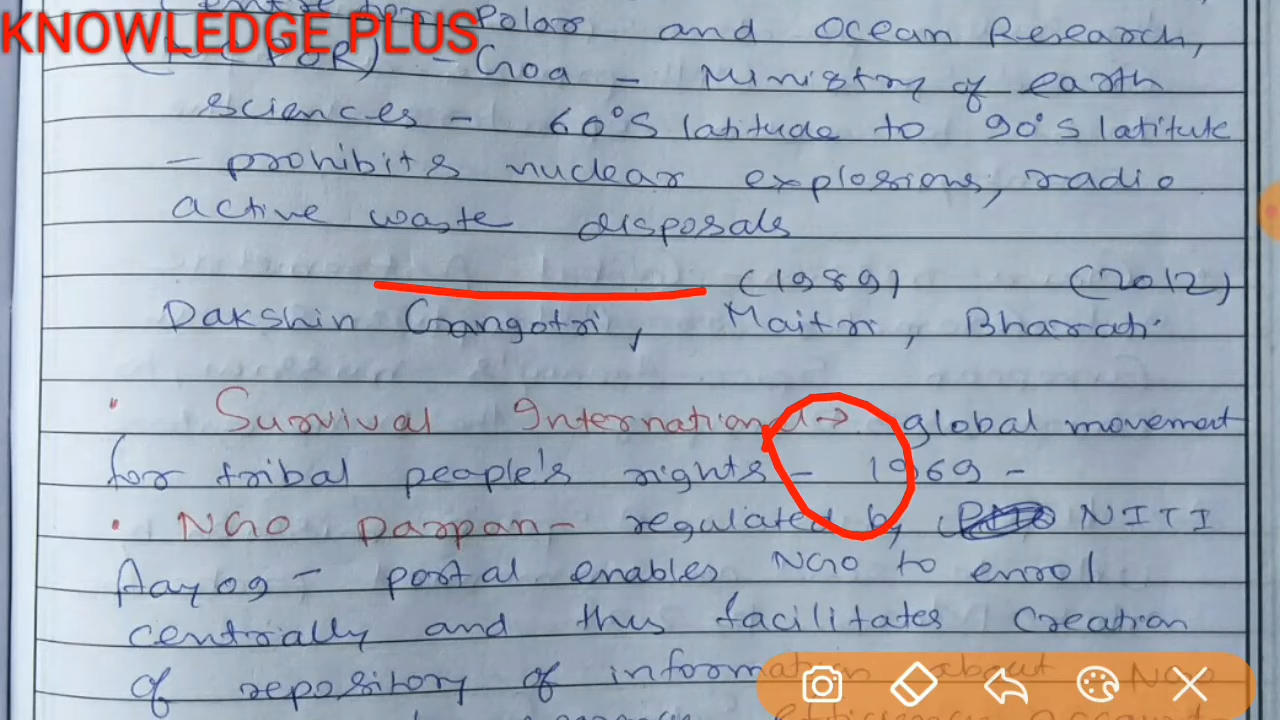 KNOWLEDGE PLUS
Centre for Polar and Ocean Research,
(NCPOR) - Goa - Ministry of earth
sciences - 60°S latitude to 90°S latitute
- prohibits nuclear explosions, radio
active waste disposals
(1989) (2012)
Dakshin Gangotri, Maitri, Bharati
• Survival International → global movement
for tribal people's rights - 1969 -
• NGO Darpan - regulated by NITI
Aayog - portal enables NGO to enrol
centrally and thus facilitates creation
of repository of information about NGO